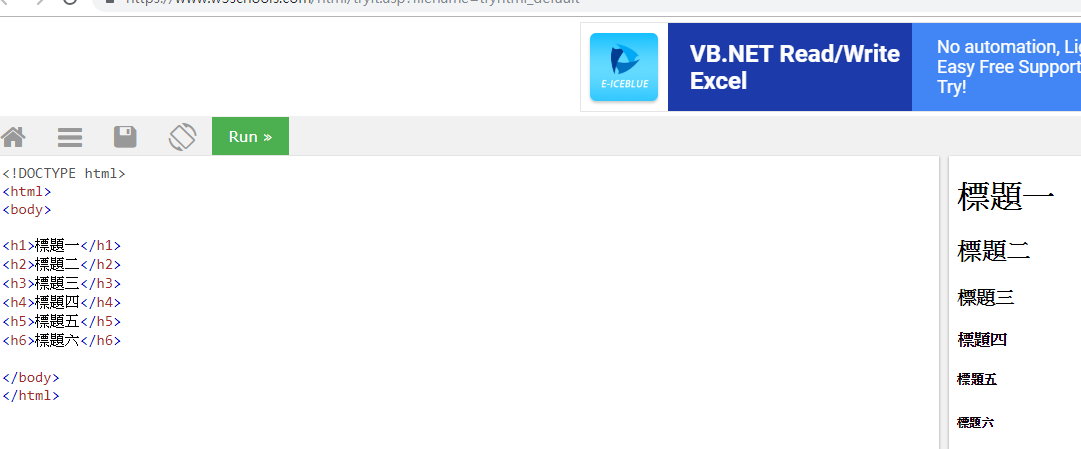 https://www.w3schools.com/html/tryit.asp?filename=tryhtml_default
E-ICEBLUE
VB.NET Read/Write
Excel
No automation,
Easy Free Support
Try!
Run »
<!DOCTYPE html>
<html>
<body>
<h1>標題一</h1>
<h2>標題二</h2>
<h3>標題三</h3>
<h4>標題四</h4>
<h5>標題五</h5>
<h6>標題六</h6>
</body>
</html>
標題一
標題二
標題三
標題四
標題五
標題六